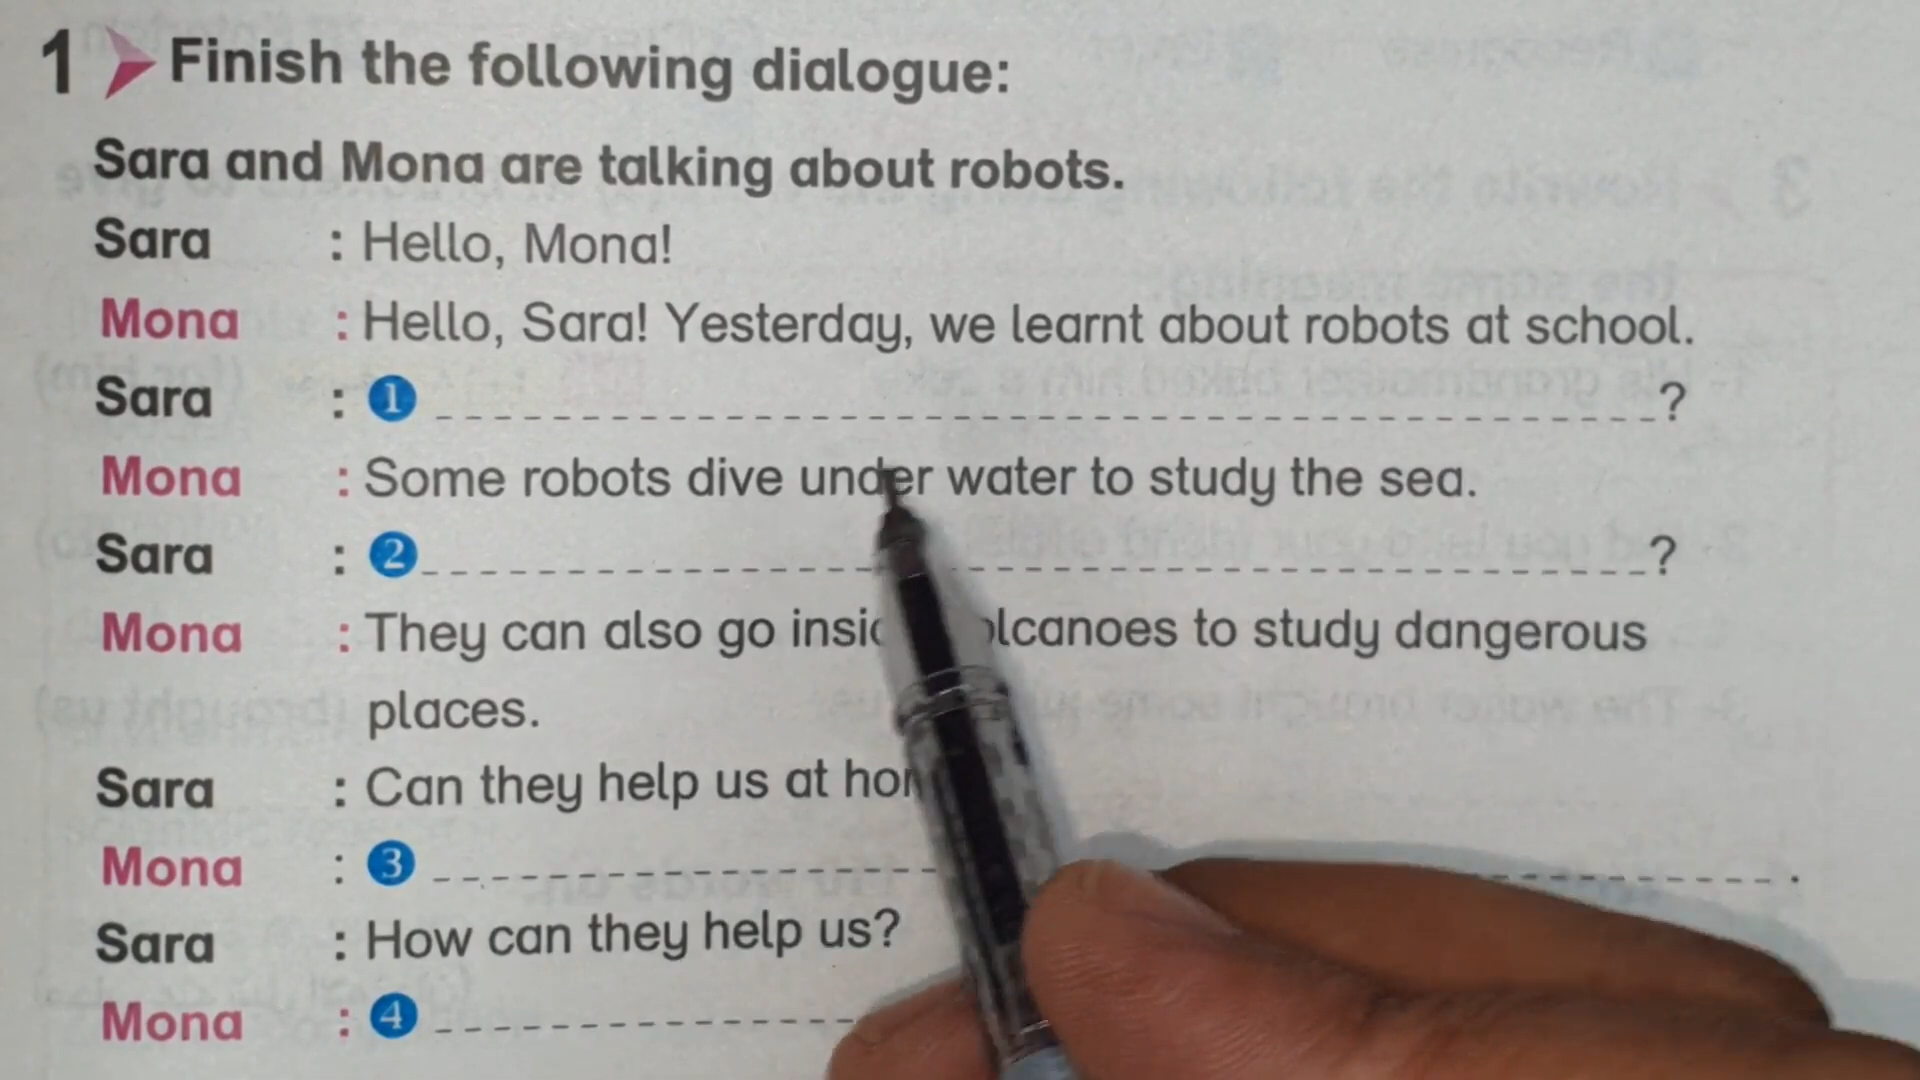 1 Finish the following dialogue:
Sara and Mona are talking about robots.
Sara : Hello, Mona!
Mona : Hello, Sara! Yesterday, we learnt about robots at school.
Sara : 1 ?
Mona : Some robots dive under water to study the sea.
Sara : 2 ?
Mona : They can also go to study dangerous
places.
Sara : Can they help us at
Mona : 3 .
Sara : How can they help us?
Mona : 4